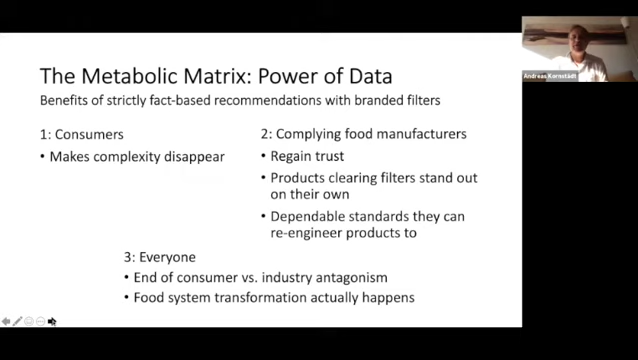 The Metabolic Matrix: Power of Data
Benefits of strictly fact-based recommendations with branded filters
1: Consumers
• Makes complexity disappear
2: Complying food manufacturers
• Regain trust
• Products clearing filters stand out
on their own
• Dependable standards they can
re-engineer products to
3: Everyone
• End of consumer vs. industry antagonism
• Food system transformation actually happens
Andreas Kornstädt